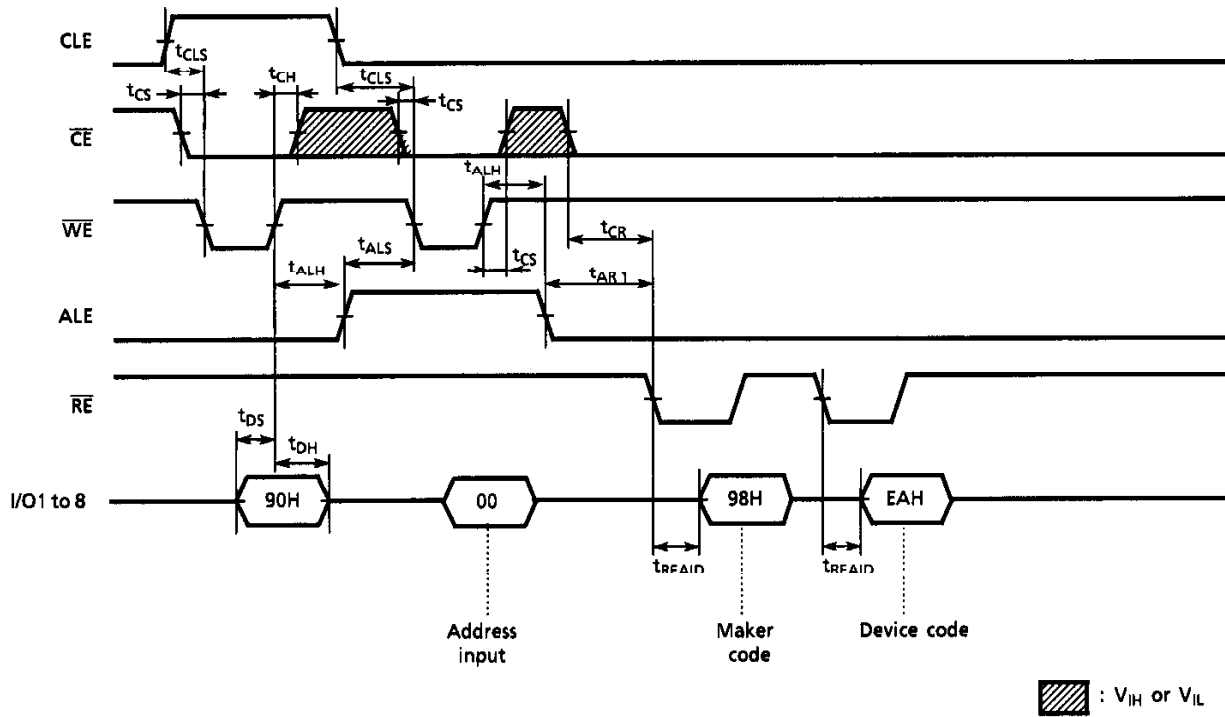 CLE
tCLS
tCH
tCLS
tCS
tCS
CE
tALH
WE
tCR
tALS
tCS
tALH
tAR1
ALE
RE
tDS
tDH
I/O1 to 8
90H
00
98H
EAH
tREAID
tREAID
Address
input
Maker
code
Device code
: VIH or VIL